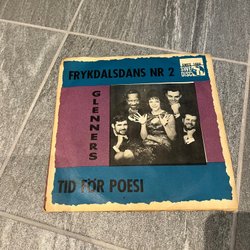 FRYKDALSDANS NR 2
GLENNERS
TID FÖR POESI